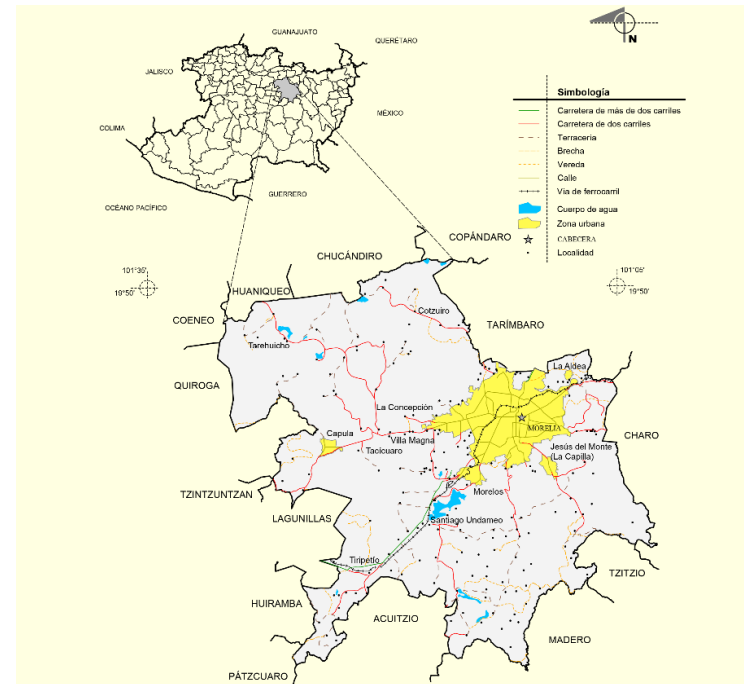 GUANAJUATO
QUERÉTARO
JALISCO
MÉXICO
COLIMA
GUERRERO
OCÉANO PACÍFICO
N
Simbología
Carretera de más de dos carriles
Carretera de dos carriles
Terracería
Brecha
Vereda
Calle
Vía de ferrocarril
Cuerpo de agua
Zona urbana
CABECERA
Localidad
COPÁNDARO
CHUCÁNDIRO
101°35'
19°50'
101°05'
19°50'
HUANIQUEO
COENEO
Cotzuiro
TARÍMBARO
Tarehuicho
QUIROGA
La Aldea
La Concepción
MORELIA
CHARO
Capula
Villa Magna
Tacicuaro
Jesús del Monte
(La Capilla)
TZINTZUNTZAN
LAGUNILLAS
Morelos
Santiago Undameo
Tiripetío
TZITZIO
HUIRAMBA
ACUITZIO
MADERO
PÁTZCUARO